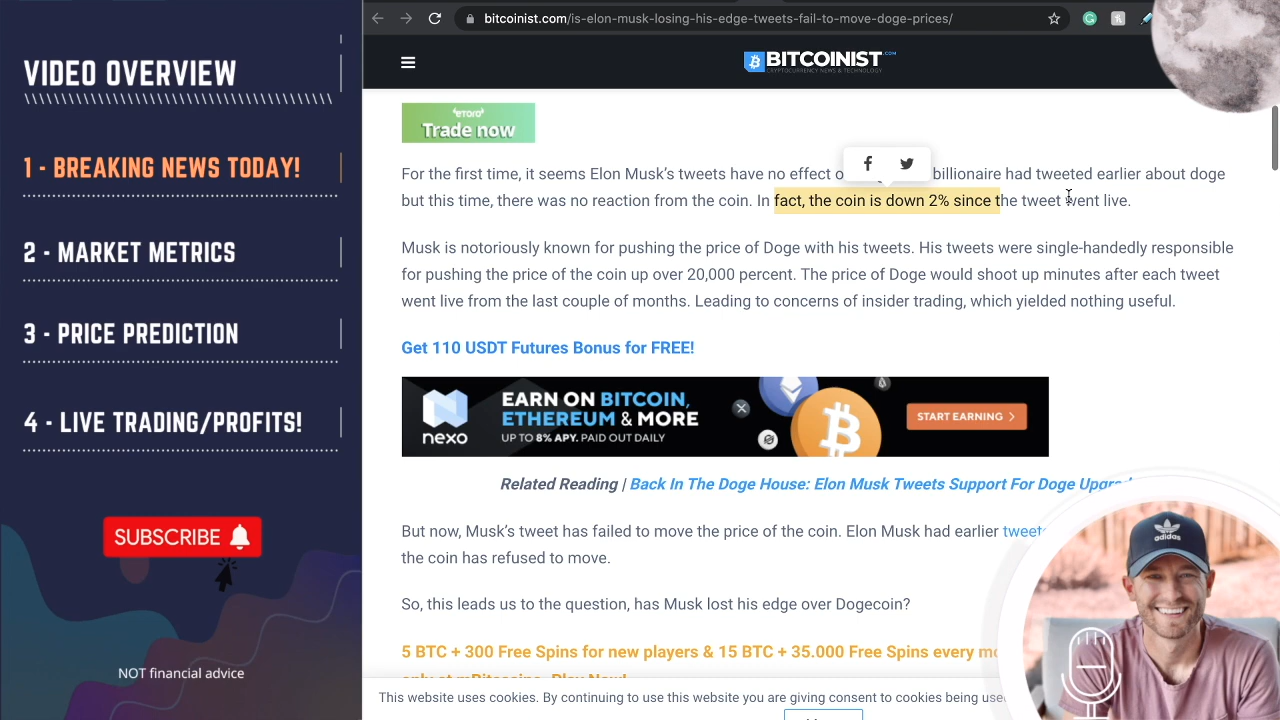 VIDEO OVERVIEW
1 - BREAKING NEWS TODAY!
2 - MARKET METRICS
3 - PRICE PREDICTION
4 - LIVE TRADING/PROFITS!
SUBSCRIBE
NOT financial advice
bitcoinist.com/is-elon-musk-losing-his-edge-tweets-fail-to-move-doge-prices/
BITCOINIST.COM
CRYPTOCURRENCY NEWS & TECHNOLOGY
eToro
Trade now
For the first time, it seems Elon Musk's tweets have no effect billionaire had tweeted earlier about doge
but this time, there was no reaction from the coin. In fact, the coin is down 2% since the tweet went live.
Musk is notoriously known for pushing the price of Doge with his tweets. His tweets were single-handedly responsible
for pushing the price of the coin up over 20,000 percent. The price of Doge would shoot up minutes after each tweet
went live from the last couple of months. Leading to concerns of insider trading, which yielded nothing useful.
Get 110 USDT Futures Bonus for FREE!
nexo
EARN ON BITCOIN,
ETHEREUM & MORE
UP TO 8% APY. PAID OUT DAILY
START EARNING >
Related Reading | Back In The Doge House: Elon Musk Tweets Support For Doge
But now, Musk's tweet has failed to move the price of the coin. Elon Musk had earlier
the coin has refused to move.
So, this leads us to the question, has Musk lost his edge over Dogecoin?
5 BTC + 300 Free Spins for new players & 15 BTC + 35.000 Free Spins every
This website uses cookies. By continuing to use this website you are giving consent to cookies being
adidas